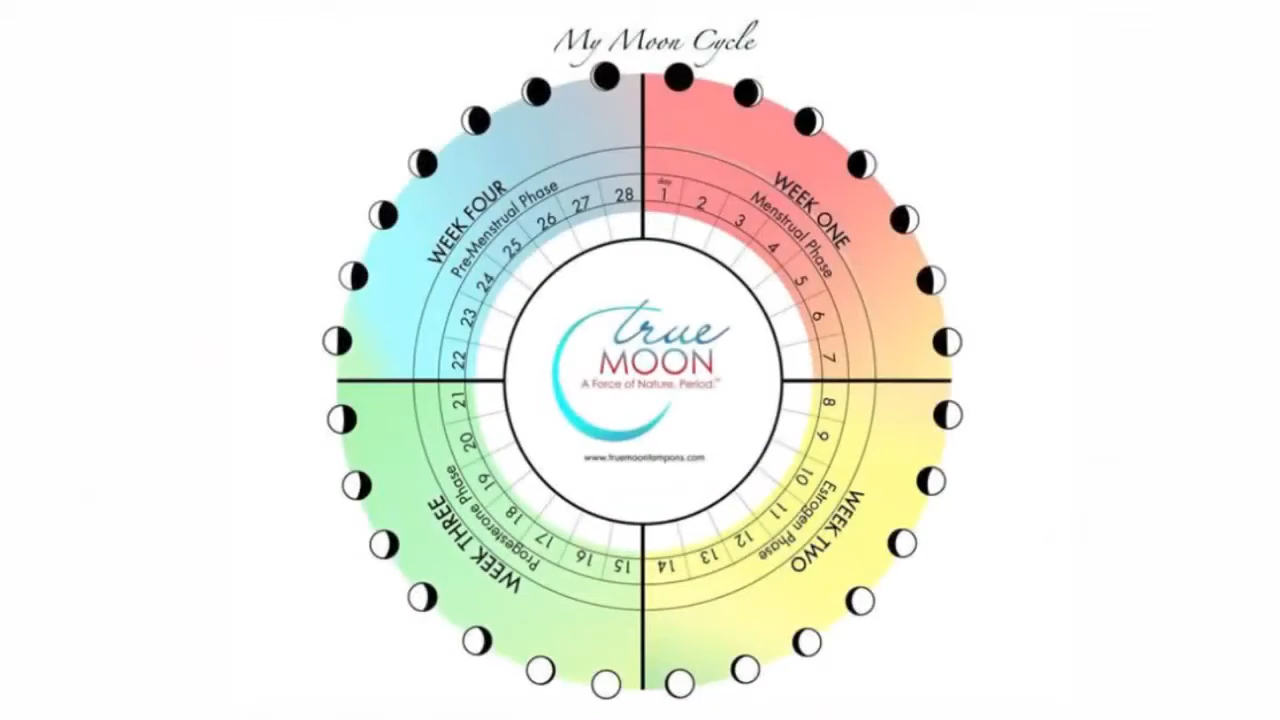 My Moon Cycle
WEEK ONE
Menstrual Phase
day
1
2
3
4
5
6
7
WEEK TWO
Estrogen Phase
8
9
10
11
12
13
14
WEEK THREE
Progesterone Phase
15
16
17
18
19
20
21
WEEK FOUR
Pre-Menstrual Phase
22
23
24
25
26
27
28
true
MOON
A Force of Nature. Period.™
www.truemoontampons.com